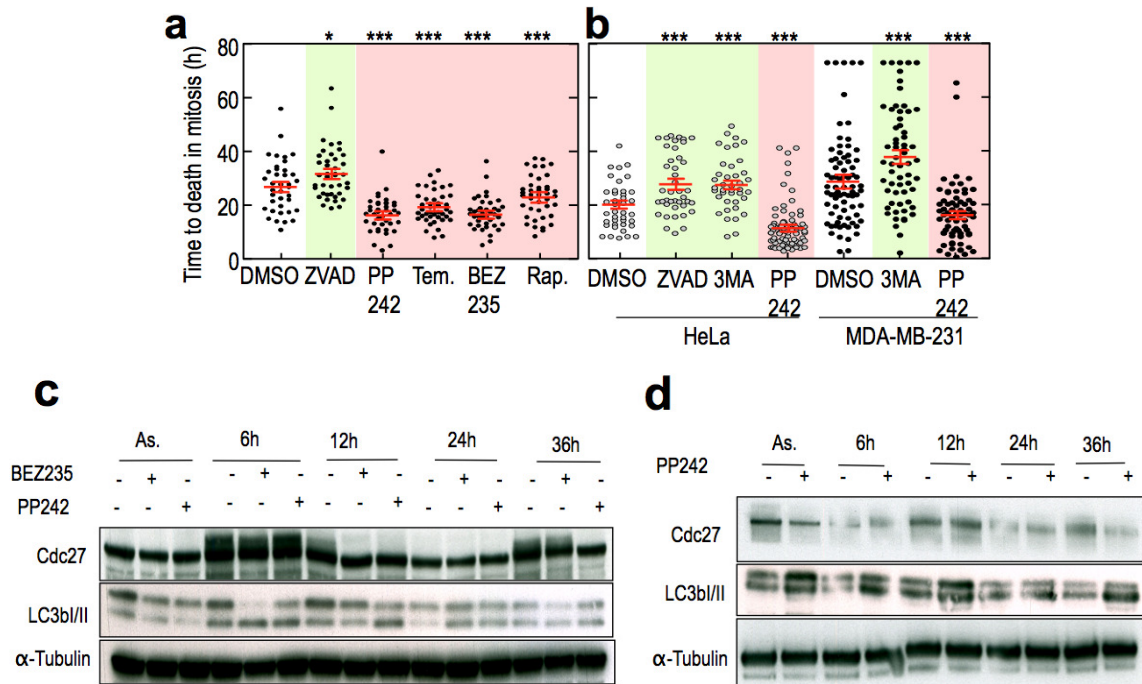 a
* *** *** *** ***
Time to death in mitosis (h)
80
60
40
20
0
DMSO ZVAD PP Tem. BEZ Rap.
242 235
b
*** *** *** *** ***
DMSO ZVAD 3MA PP DMSO 3MA PP
242 242
HeLa MDA-MB-231
c
As. 6h 12h 24h 36h
BEZ235 - + - - + - - + - - + - - + -
PP242 - - + - - + - - + - - + - - +
Cdc27
LC3bI/II
α-Tubulin
d
As. 6h 12h 24h 36h
PP242 - + - + - + - + - +
Cdc27
LC3bI/II
α-Tubulin